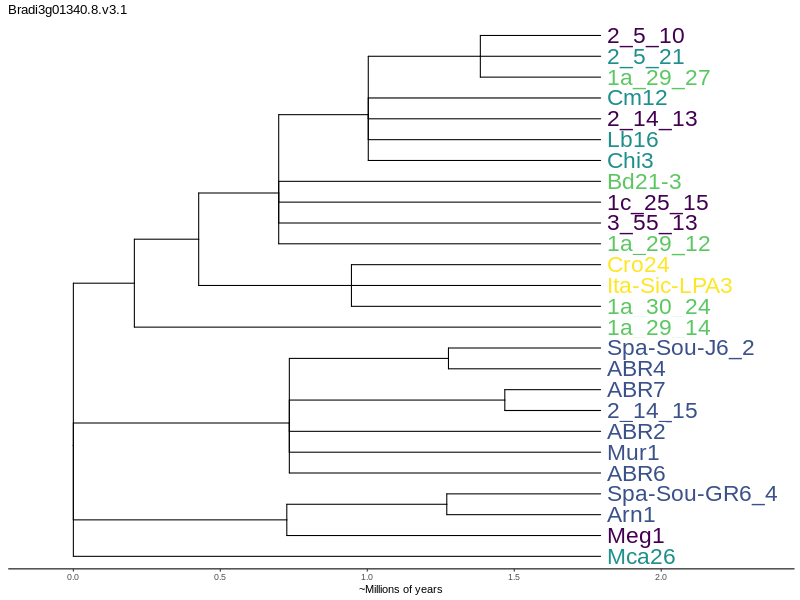 Bradi3g01340.8.v3.1
2_5_10
2_5_21
1a_29_27
Cm12
2_14_13
Lb16
Chi3
Bd21-3
1c_25_15
3_55_13
1a_29_12
Cro24
Ita-Sic-LPA3
1a_30_24
1a_29_14
Spa-Sou-J6_2
ABR4
ABR7
2_14_15
ABR2
Mur1
ABR6
Spa-Sou-GR6_4
Arn1
Meg1
Mca26
0.0 0.5 1.0 1.5 2.0
~Millions of years